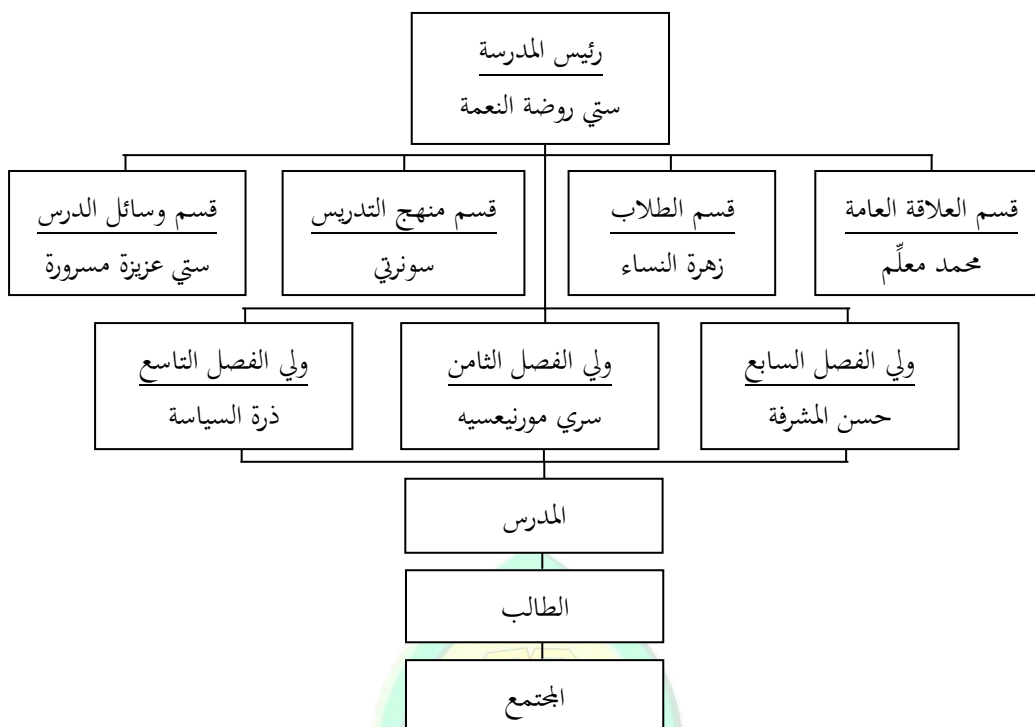 رئيس المدرسة
ستي روضة النعمة
قسم العلاقة العامة
محمد معلِّم
قسم الطلاب
زهرة النساء
قسم منهج التدريس
سونرتي
قسم وسائل الدرس
ستي عزيزة مسرورة
ولي الفصل السابع
حسن المشرفة
ولي الفصل الثامن
سري مورنيعسيه
ولي الفصل التاسع
ذرة السياسة
المدرس
الطالب
المجتمع